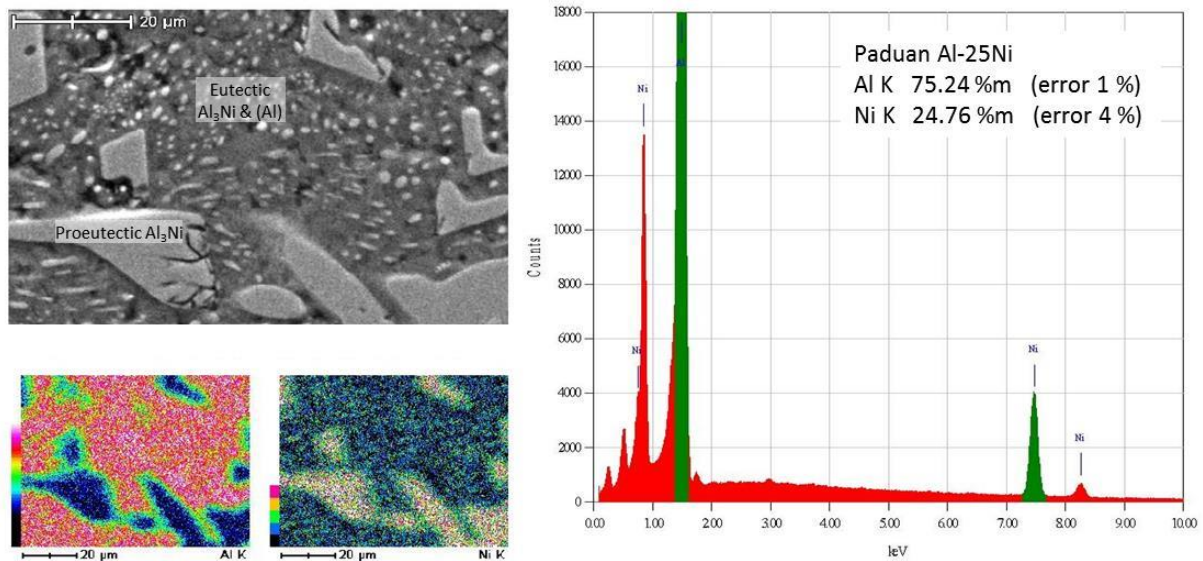 20 µm
Eutectic
Al₃Ni & (Al)
Proeutectic Al₃Ni
20 µm
Al K
20 µm
Ni K
Paduan Al-25Ni
Al K 75.24 %m (error 1 %)
Ni K 24.76 %m (error 4 %)
18000
16000
14000
12000
10000
8000
6000
4000
2000
0
Counts
Ni
Ni
Al
Ni
Ni
0.00
1.00
2.00
3.00
4.00
5.00
6.00
7.00
8.00
9.00
10.00
keV